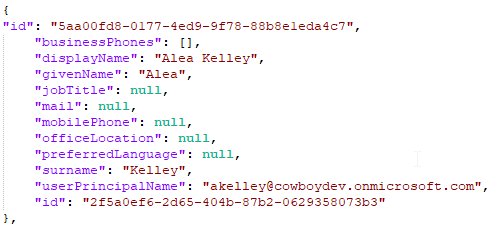 {
"id": "5aa00fd8-0177-4ed9-9f78-88b8e1eda4c7",
"businessPhones": [],
"displayName": "Alea Kelley",
"givenName": "Alea",
"jobTitle": null,
"mail": null,
"mobilePhone": null,
"officeLocation": null,
"preferredLanguage": null,
"surname": "Kelley",
"userPrincipalName": "akelley@cowboydev.onmicrosoft.com",
"id": "2f5a0ef6-2d65-404b-87b2-0629358073b3"
},